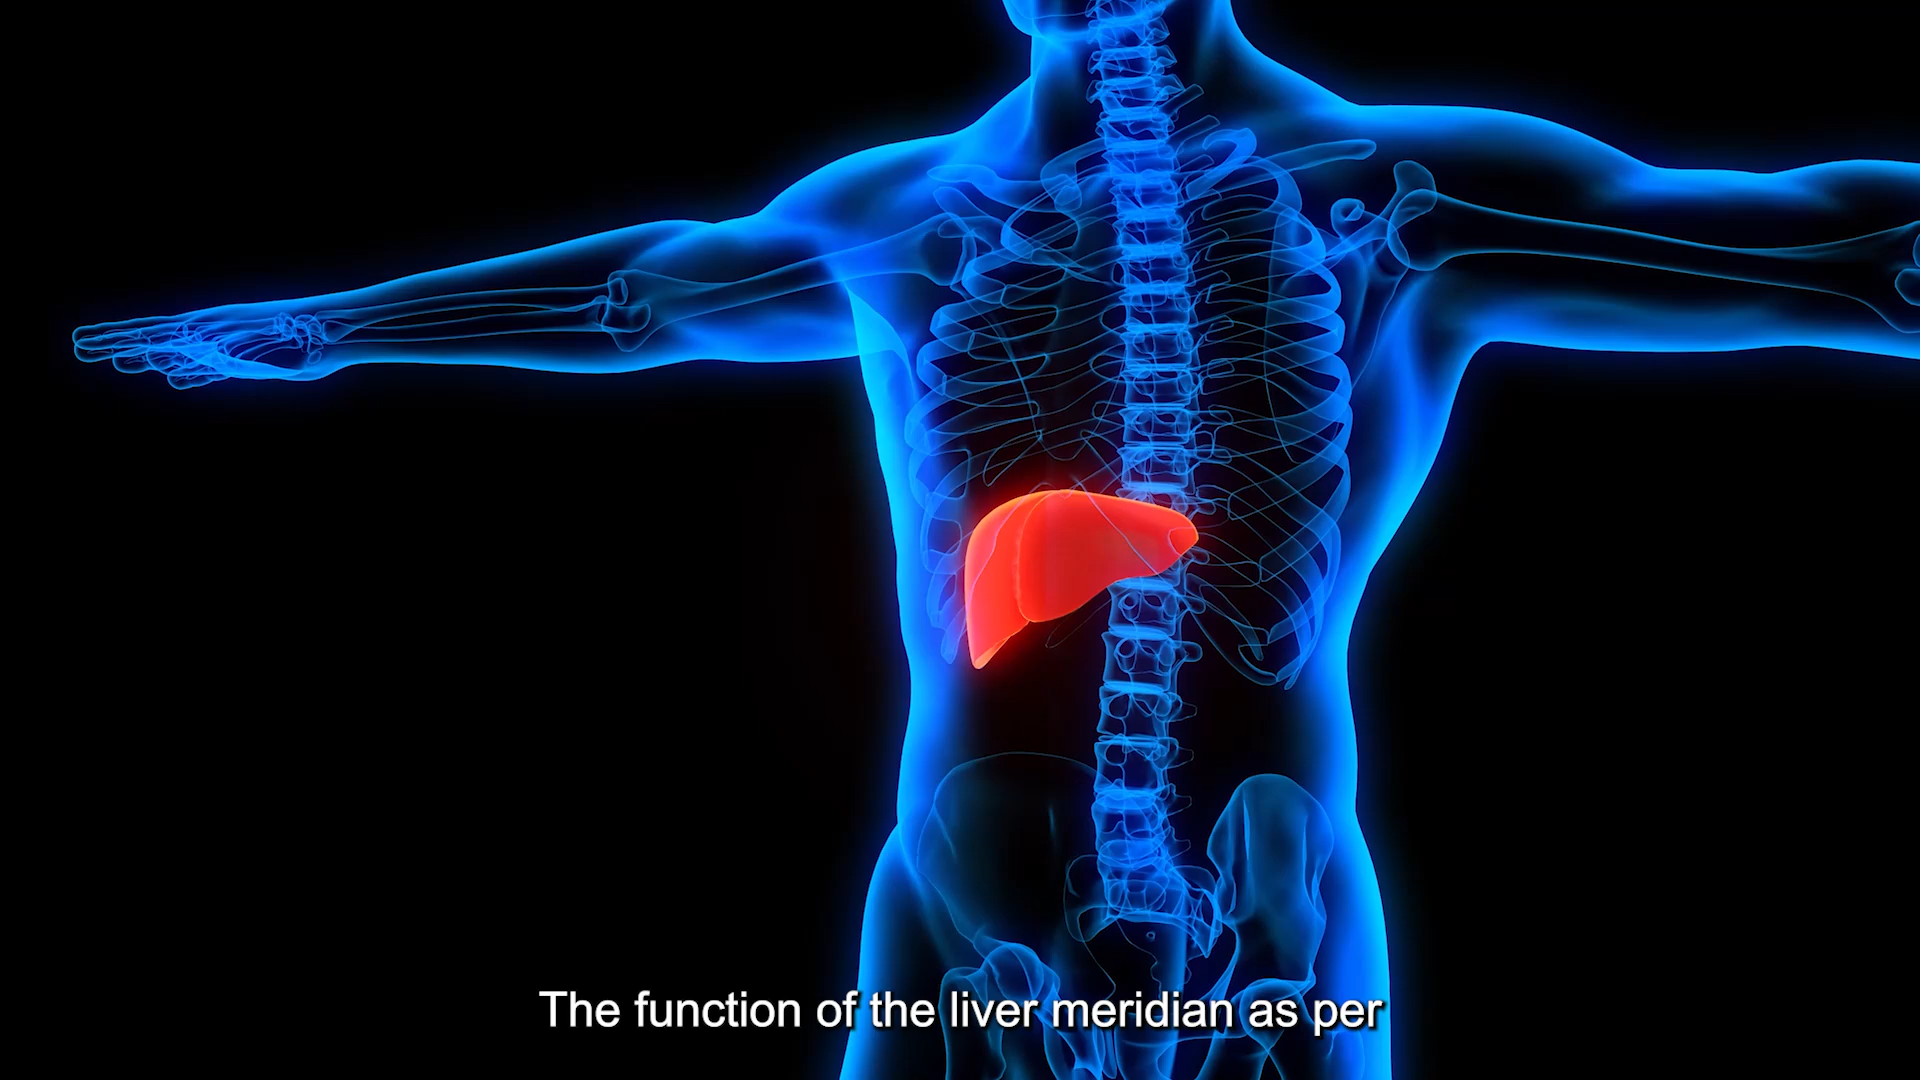 The function of the liver meridian as per